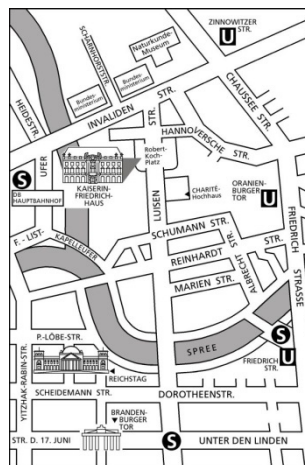 ZINNOWITZER
STR.
U
Naturkunde-
Museum
SCHARNHORSTSTR.
Bundes-
ministerium
Bundes-
ministerium
HEIDESTR.
INVALIDEN STR.
CHAUSSEE STR.
HANNOVERSCHE STR.
Robert-
Koch-
Platz
UFER
S
KAISERIN-
FRIEDRICH-
HAUS
DB
HAUPTBAHNHOF
LUISEN STR.
CHARITÉ-
Hochhaus
ORANIEN-
BURGER
TOR
U
F.-LIST-
KAPELLEUFER
SCHUMANN STR.
FRIEDRICH STRASSE
REINHARDT STR.
ALBRECHT STR.
MARIEN STR.
SPREE
S
U
FRIEDRICH
STR.
P.-LÖBE-STR.
YITZHAK-RABIN-STR.
REICHSTAG
SCHEIDEMANN STR.
DOROTHEENSTR.
BRANDEN-
BURGER
TOR
STR. D. 17. JUNI
S
UNTER DEN LINDEN